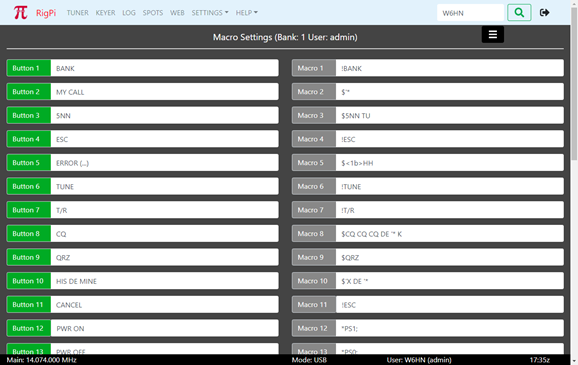 RigPi TUNER KEYER LOG SPOTS WEB SETTINGS HELP W6HN
Macro Settings (Bank: 1 User: admin)
Button 1 BANK Macro 1 !BANK
Button 2 MY CALL Macro 2 $'*
Button 3 5NN Macro 3 $5NN TU
Button 4 ESC Macro 4 !ESC
Button 5 ERROR (...) Macro 5 $<1b>HH
Button 6 TUNE Macro 6 !TUNE
Button 7 T/R Macro 7 !T/R
Button 8 CQ Macro 8 $CQ CQ CQ DE '* K
Button 9 QRZ Macro 9 $QRZ
Button 10 HIS DE MINE Macro 10 $'X DE '*
Button 11 CANCEL Macro 11 !ESC
Button 12 PWR ON Macro 12 *PS1;
Button 13 PWR OFF Macro 13 *PS0;
Main: 14.074.000 MHz Mode: USB User: W6HN (admin) 17:35z